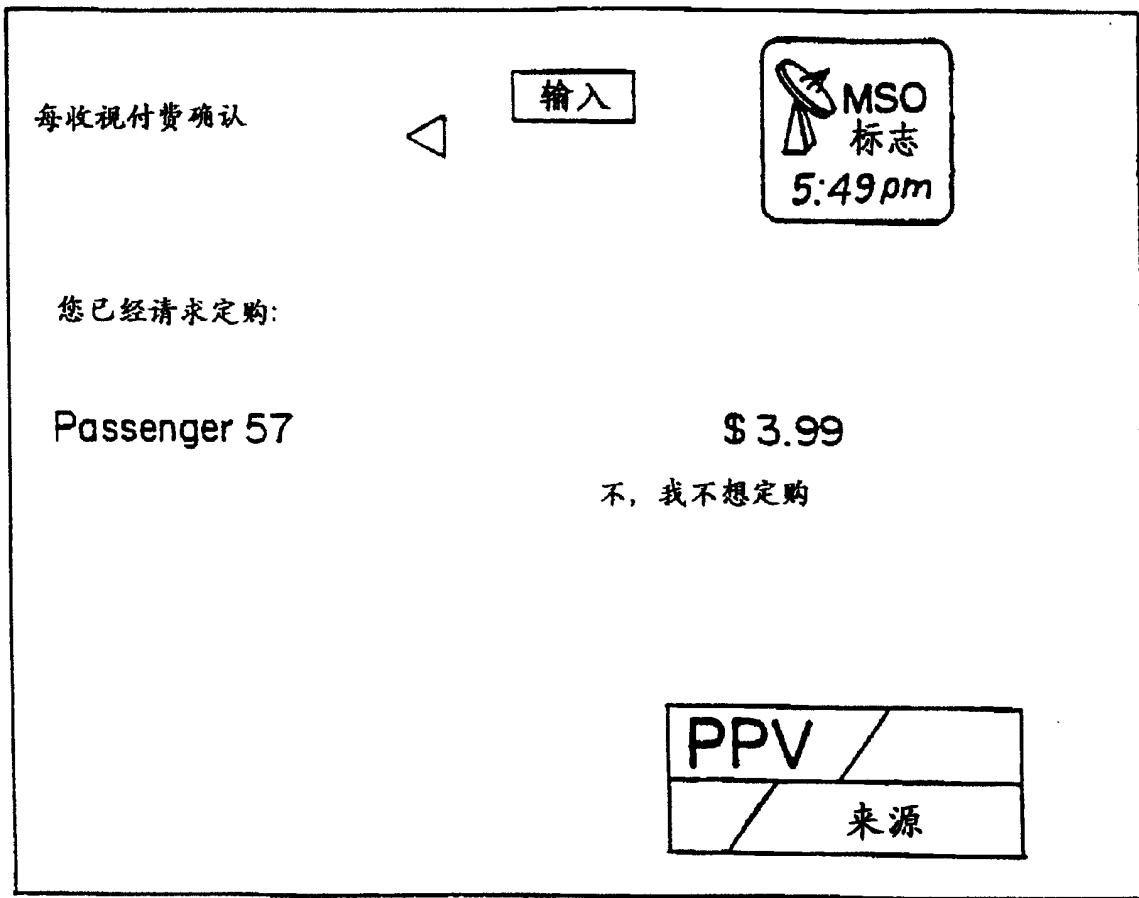 每收视付费确认
输入
MSO
标志
5:49pm
您已经请求定购:
Passenger 57
$3.99
不, 我不想定购
PPV
来源